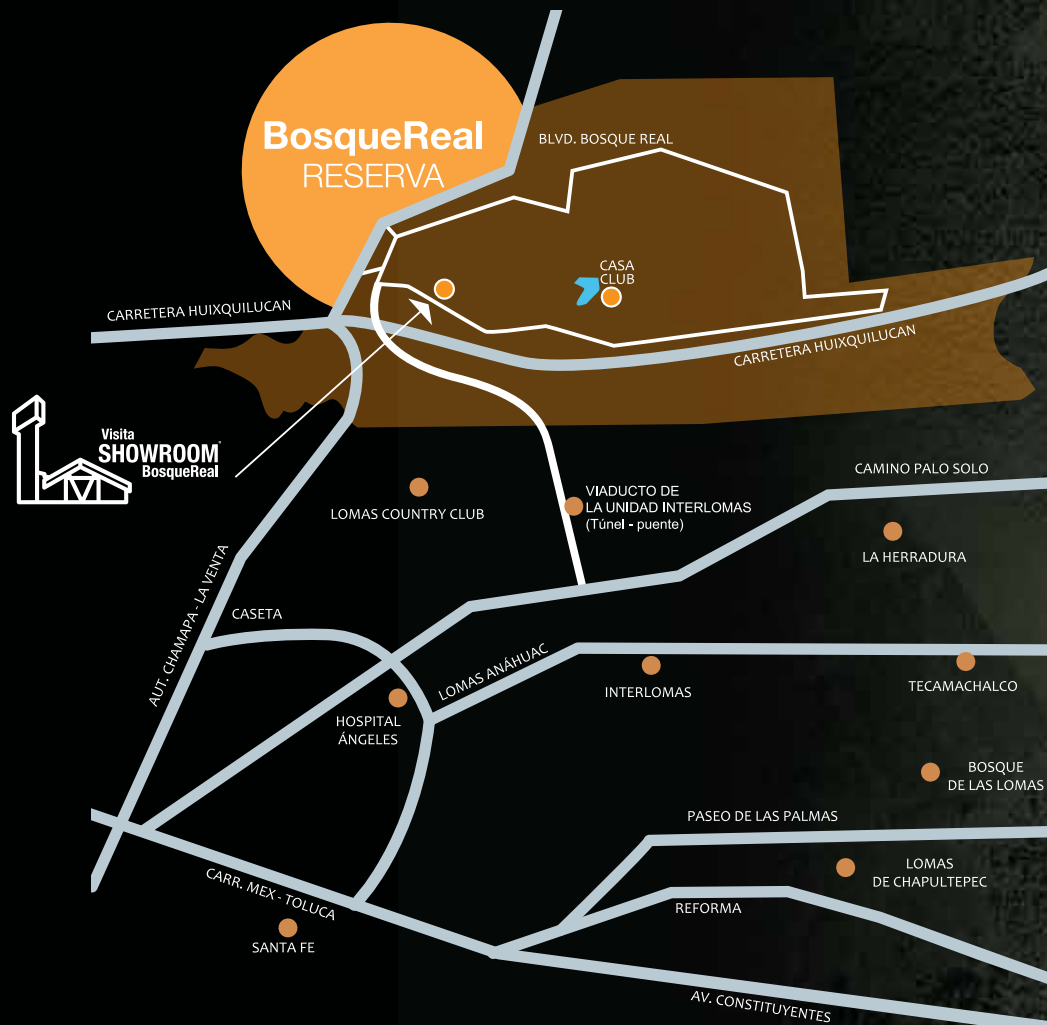 BosqueReal
RESERVA
BLVD. BOSQUE REAL
CASA
CLUB
CARRETERA HUIXQUILUCAN
CARRETERA HUIXQUILUCAN
Visita
SHOWROOM
BosqueReal
CAMINO PALO SOLO
LOMAS COUNTRY CLUB
VIADUCTO DE
LA UNIDAD INTERLOMAS
(Túnel - puente)
LA HERRADURA
AUT. CHAMAPA - LA VENTA
CASETA
LOMAS ANÁHUAC
INTERLOMAS
TECAMACHALCO
HOSPITAL
ÁNGELES
BOSQUE
DE LAS LOMAS
PASEO DE LAS PALMAS
LOMAS
DE CHAPULTEPEC
CARR. MEX - TOLUCA
REFORMA
SANTA FE
AV. CONSTITUYENTES